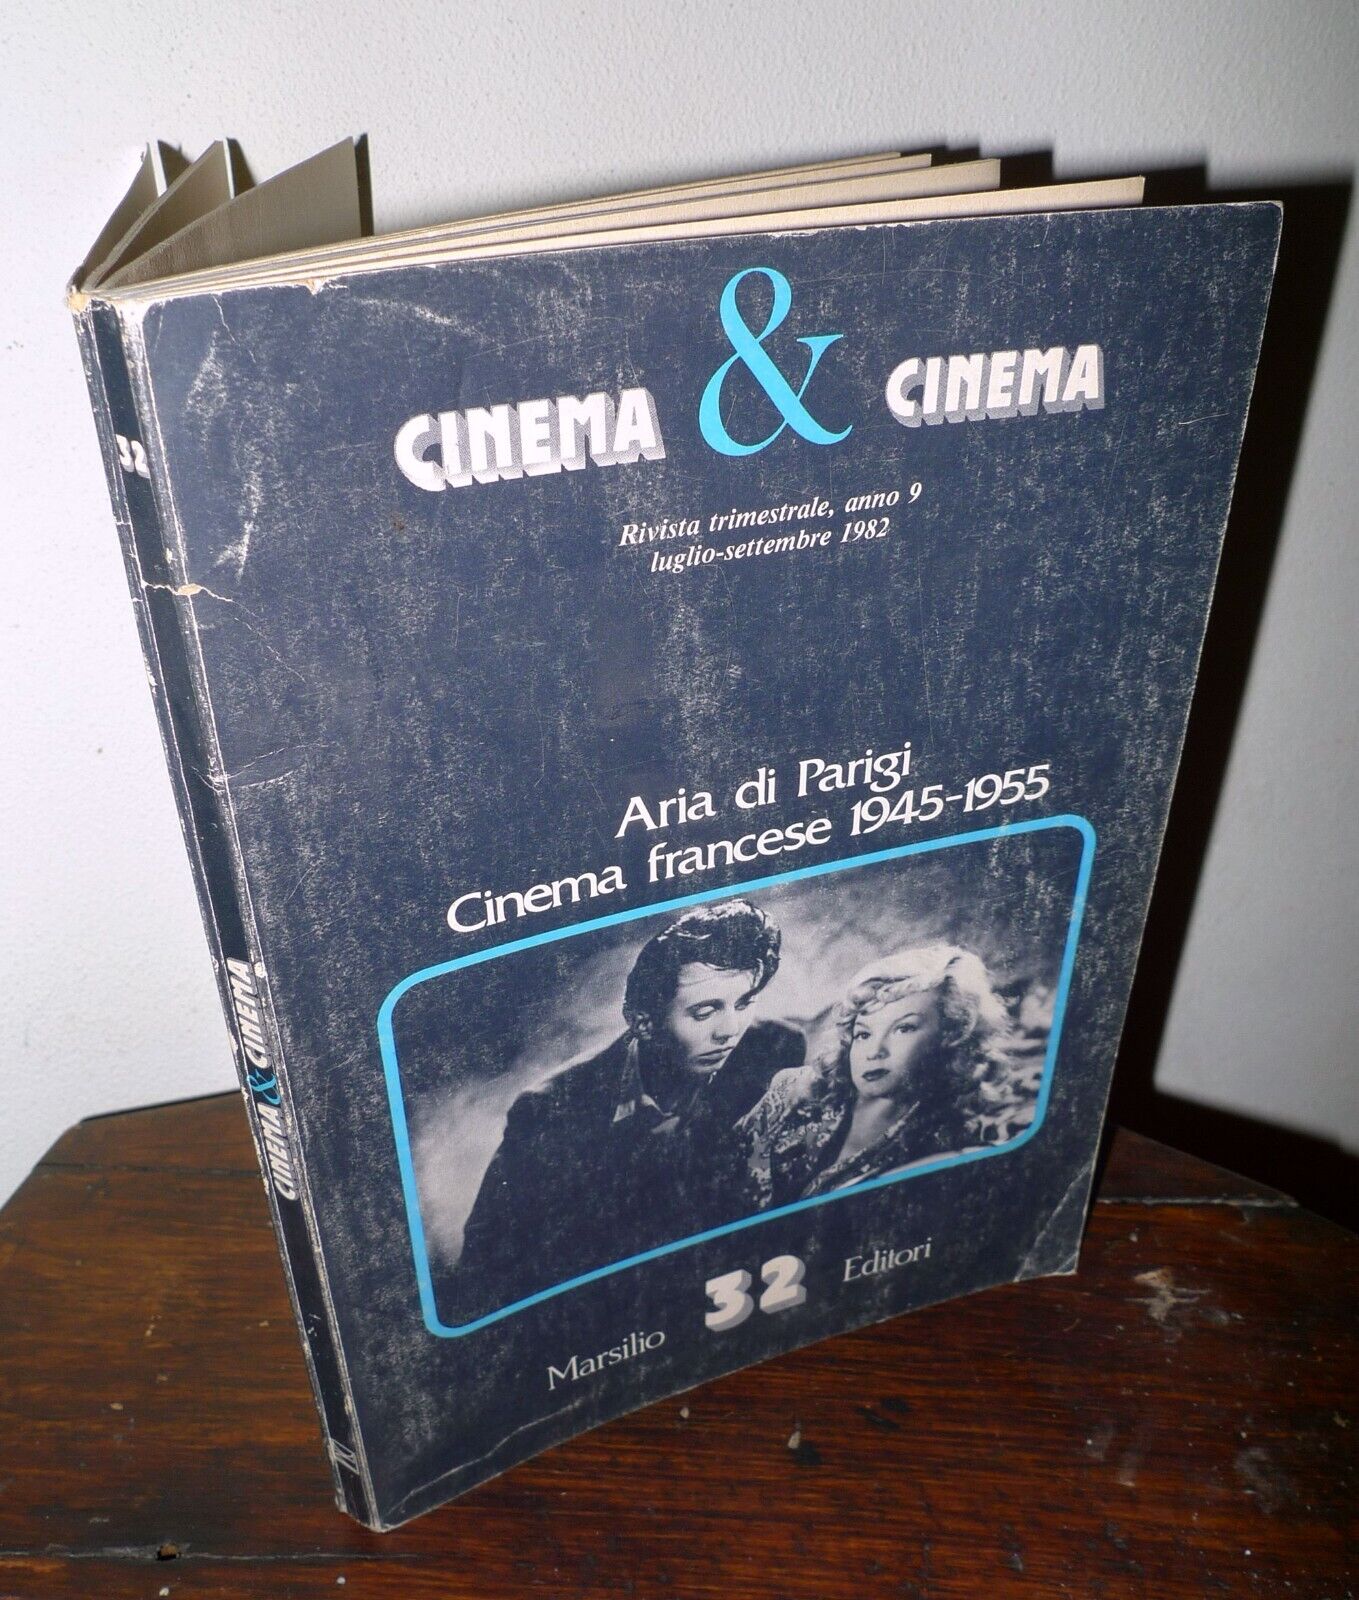 CINEMA & CINEMA
Rivista trimestrale, anno 9
luglio-settembre 1982
Aria di Parigi
Cinema francese 1945-1955
Marsilio 32 Editori
32
CINEMA & CINEMA